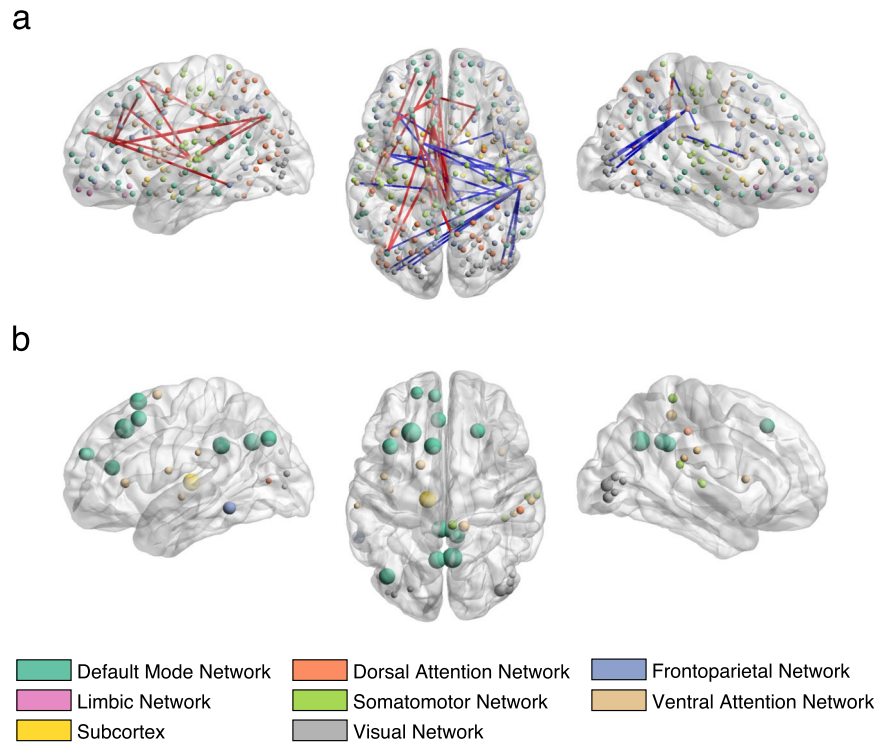 a
b
Default Mode Network
Dorsal Attention Network
Frontoparietal Network
Limbic Network
Somatomotor Network
Ventral Attention Network
Subcortex
Visual Network